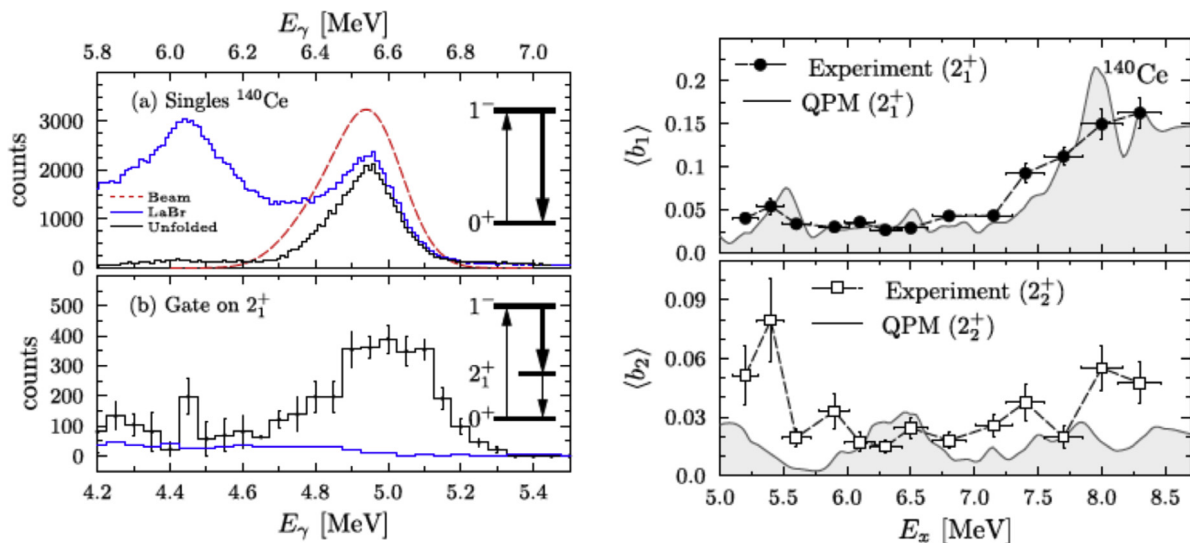 E_γ [MeV]
5.8 6.0 6.2 6.4 6.6 6.8 7.0
(a) Singles ¹⁴⁰Ce
1⁻
0⁺
3000
2000
1000
0
counts
Beam
LaBr
Unfolded
(b) Gate on 2₁⁺
1⁻
2₁⁺
0⁺
500
400
300
200
100
0
counts
4.2 4.4 4.6 4.8 5.0 5.2 5.4
E_γ [MeV]
0.2
0.15
0.1
0.05
0.0
⟨b₁⟩
Experiment (2₁⁺)
QPM (2₁⁺)
¹⁴⁰Ce
0.09
0.06
0.03
0.0
⟨b₂⟩
Experiment (2₂⁺)
QPM (2₂⁺)
5.0 5.5 6.0 6.5 7.0 7.5 8.0 8.5
E_x [MeV]